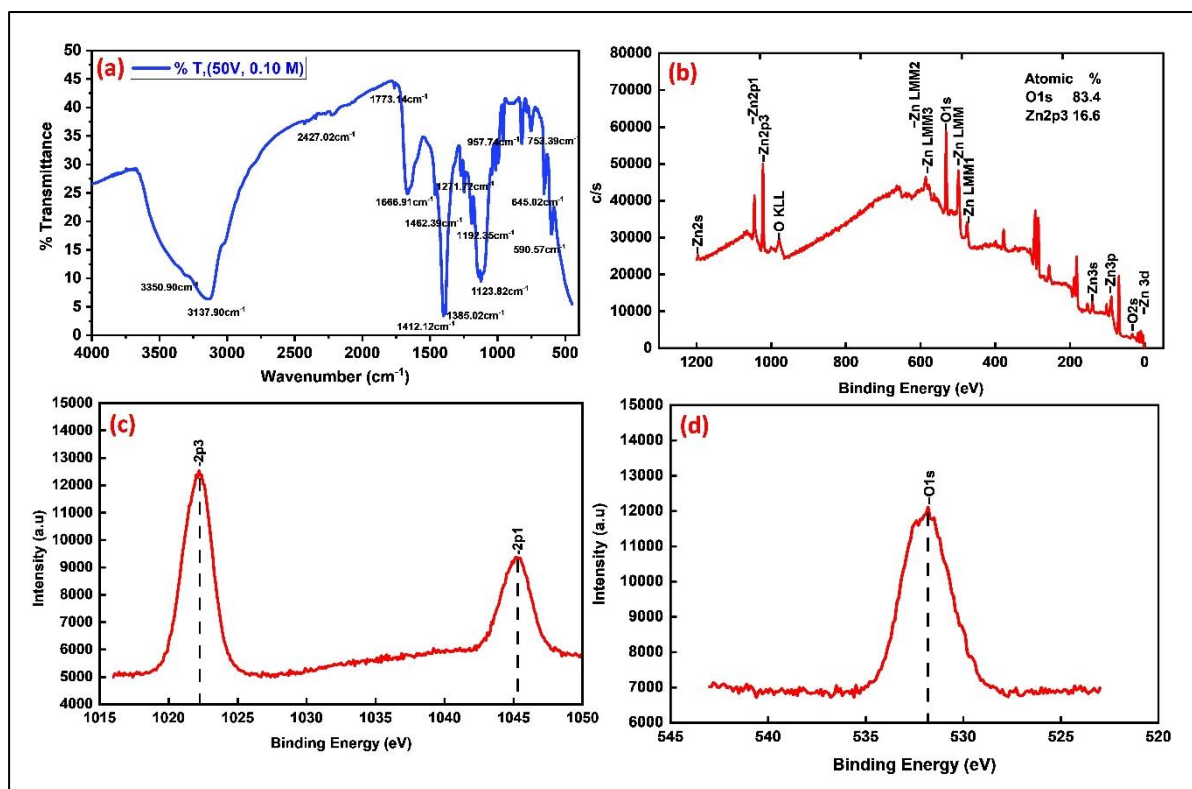 (a)
% T,(50V, 0.10 M)
50
45
40
35
30
25
20
15
10
5
0
% Transmittance
1773.14cm⁻¹
2427.02cm⁻¹
957.74cm⁻¹
753.39cm⁻¹
1271.72cm⁻¹
1666.91cm⁻¹
645.02cm⁻¹
1462.39cm⁻¹
1192.35cm⁻¹
590.57cm⁻¹
3350.90cm⁻¹
1123.82cm⁻¹
3137.90cm⁻¹
1385.02cm⁻¹
1412.12cm⁻¹
4000 3500 3000 2500 2000 1500 1000 500
Wavenumber (cm⁻¹)
(b)
80000
70000
60000
50000
40000
30000
20000
10000
0
c/s
Atomic %
O1s 83.4
Zn2p3 16.6
Zn2s
-Zn2p1
-Zn2p3
-O KLL
-Zn LMM2
-Zn LMM3
-O1s
-Zn LMM
-Zn LMM1
-Zn3s
-Zn3p
-O2s
-Zn 3d
1200 1000 800 600 400 200 0
Binding Energy (eV)
(c)
15000
14000
13000
12000
11000
10000
9000
8000
7000
6000
5000
4000
Intensity (a.u)
-2p3
-2p1
1015 1020 1025 1030 1035 1040 1045 1050
Binding Energy (eV)
(d)
15000
14000
13000
12000
11000
10000
9000
8000
7000
6000
Intensity (a.u)
-O1s
545 540 535 530 525 520
Binding Energy (eV)